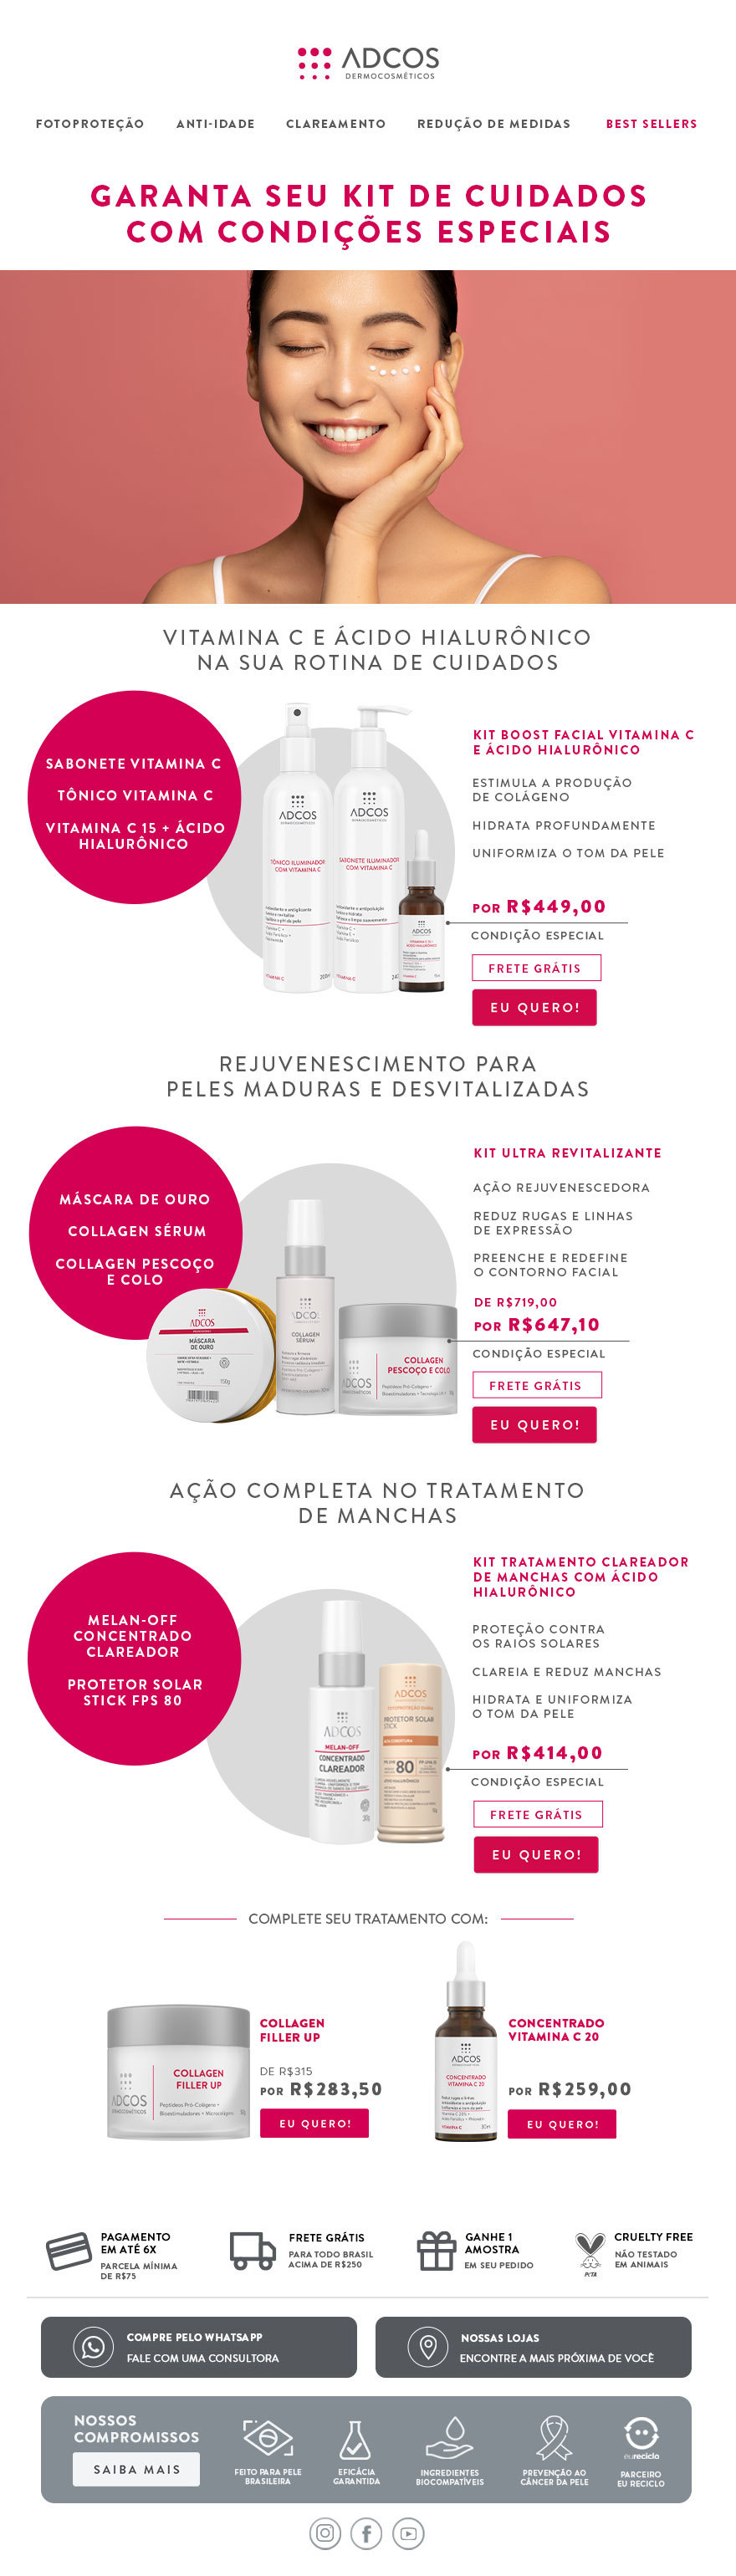 ADCOS
DERMOCOSMÉTICOS
FOTOPROTEÇÃO ANTI-IDADE CLAREAMENTO REDUÇÃO DE MEDIDAS BEST SELLERS
GARANTA SEU KIT DE CUIDADOS
COM CONDIÇÕES ESPECIAIS
VITAMINA C E ÁCIDO HIALURÔNICO
NA SUA ROTINA DE CUIDADOS
SABONETE VITAMINA C
TÔNICO VITAMINA C
VITAMINA C 15 + ÁCIDO
HIALURÔNICO
ADCOS
TÔNICO ILUMINADOR
COM VITAMINA C
ADCOS
SABONETE ILUMINADOR
COM VITAMINA C
ADCOS
KIT BOOST FACIAL VITAMINA C
E ÁCIDO HIALURÔNICO
ESTIMULA A PRODUÇÃO
DE COLÁGENO
HIDRATA PROFUNDAMENTE
UNIFORMIZA O TOM DA PELE
POR R$449,00
CONDIÇÃO ESPECIAL
FRETE GRÁTIS
EU QUERO!
REJUVENESCIMENTO PARA
PELES MADURAS E DESVITALIZADAS
MÁSCARA DE OURO
COLLAGEN SÉRUM
COLLAGEN PESCOÇO
E COLO
ADCOS
MÁSCARA
DE OURO
150g
COLLAGEN
SÉRUM
ADCOS
COLLAGEN
PESCOÇO E COLO
KIT ULTRA REVITALIZANTE
AÇÃO REJUVENESCEDORA
REDUZ RUGAS E LINHAS
DE EXPRESSÃO
PREENCHE E REDEFINE
O CONTORNO FACIAL
DE R$719,00
POR R$647,10
CONDIÇÃO ESPECIAL
FRETE GRÁTIS
EU QUERO!
AÇÃO COMPLETA NO TRATAMENTO
DE MANCHAS
MELAN-OFF
CONCENTRADO
CLAREADOR
PROTETOR SOLAR
STICK FPS 80
ADCOS
MELAN-OFF
CONCENTRADO
CLAREADOR
ADCOS
PROTETOR SOLAR
STICK
80
KIT TRATAMENTO CLAREADOR
DE MANCHAS COM ÁCIDO
HIALURÔNICO
PROTEÇÃO CONTRA
OS RAIOS SOLARES
CLAREIA E REDUZ MANCHAS
HIDRATA E UNIFORMIZA
O TOM DA PELE
POR R$414,00
CONDIÇÃO ESPECIAL
FRETE GRÁTIS
EU QUERO!
COMPLETE SEU TRATAMENTO COM:
ADCOS
COLLAGEN
FILLER UP
COLLAGEN
FILLER UP
DE R$315
POR R$283,50
EU QUERO!
ADCOS
CONCENTRADO
VITAMINA C 20
CONCENTRADO
VITAMINA C 20
POR R$259,00
EU QUERO!
PAGAMENTO
EM ATÉ 6X
PARCELA MÍNIMA
DE R$75
FRETE GRÁTIS
PARA TODO BRASIL
ACIMA DE R$250
GANHE 1
AMOSTRA
EM SEU PEDIDO
PETA
CRUELTY FREE
NÃO TESTADO
EM ANIMAIS
COMPRE PELO WHATSAPP
FALE COM UMA CONSULTORA
NOSSAS LOJAS
ENCONTRE A MAIS PRÓXIMA DE VOCÊ
NOSSOS
COMPROMISSOS
SAIBA MAIS
FEITO PARA PELE
BRASILEIRA
EFICÁCIA
GARANTIDA
INGREDIENTES
BIOCOMPATÍVEIS
PREVENÇÃO AO
CÂNCER DA PELE
eureciclo
PARCEIRO
EU RECICLO